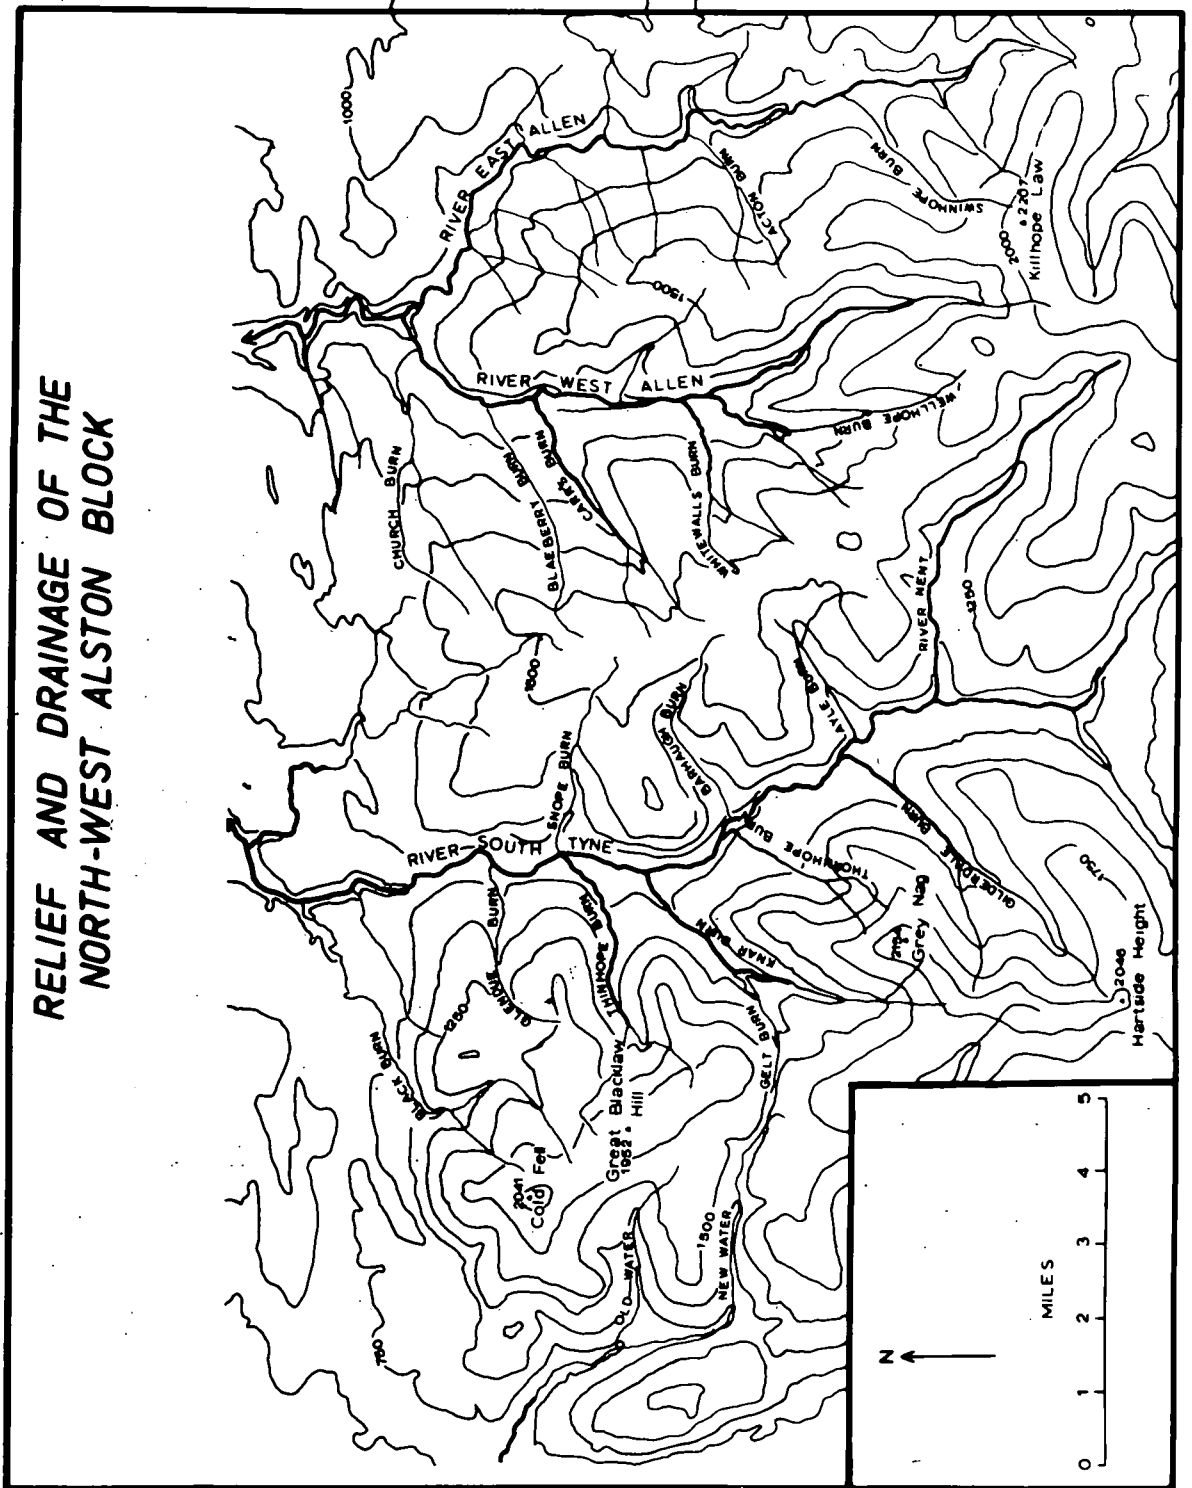 RELIEF AND DRAINAGE OF THE
NORTH-WEST ALSTON BLOCK
1000
RIVER EAST ALLEN
ACTON BURN
SWINHOPE BURN
2000
2207
Killhope Law
1500
RIVER WEST ALLEN
WELLHOPE BURN
CHURCH BURN
BLAEBERRY BURN
CARR'S BURN
WHITEWALLS BURN
RIVER NENT
1250
1500
BARHAUGH BURN
AYLE BURN
SNOPE BURN
RIVER SOUTH TYNE
THORNHOPE BURN
GILDERDALE BURN
1750
Grey Nag
2046
Hartside Height
KNAR BURN
GLENDUE BURN
THINHOPE BURN
1250
BLACK BURN
GELT BURN
Great Blacklaw
Hill
1952
2041
Cold Fell
OLD WATER
1500
NEW WATER
750
N
MILES
0 1 2 3 4 5